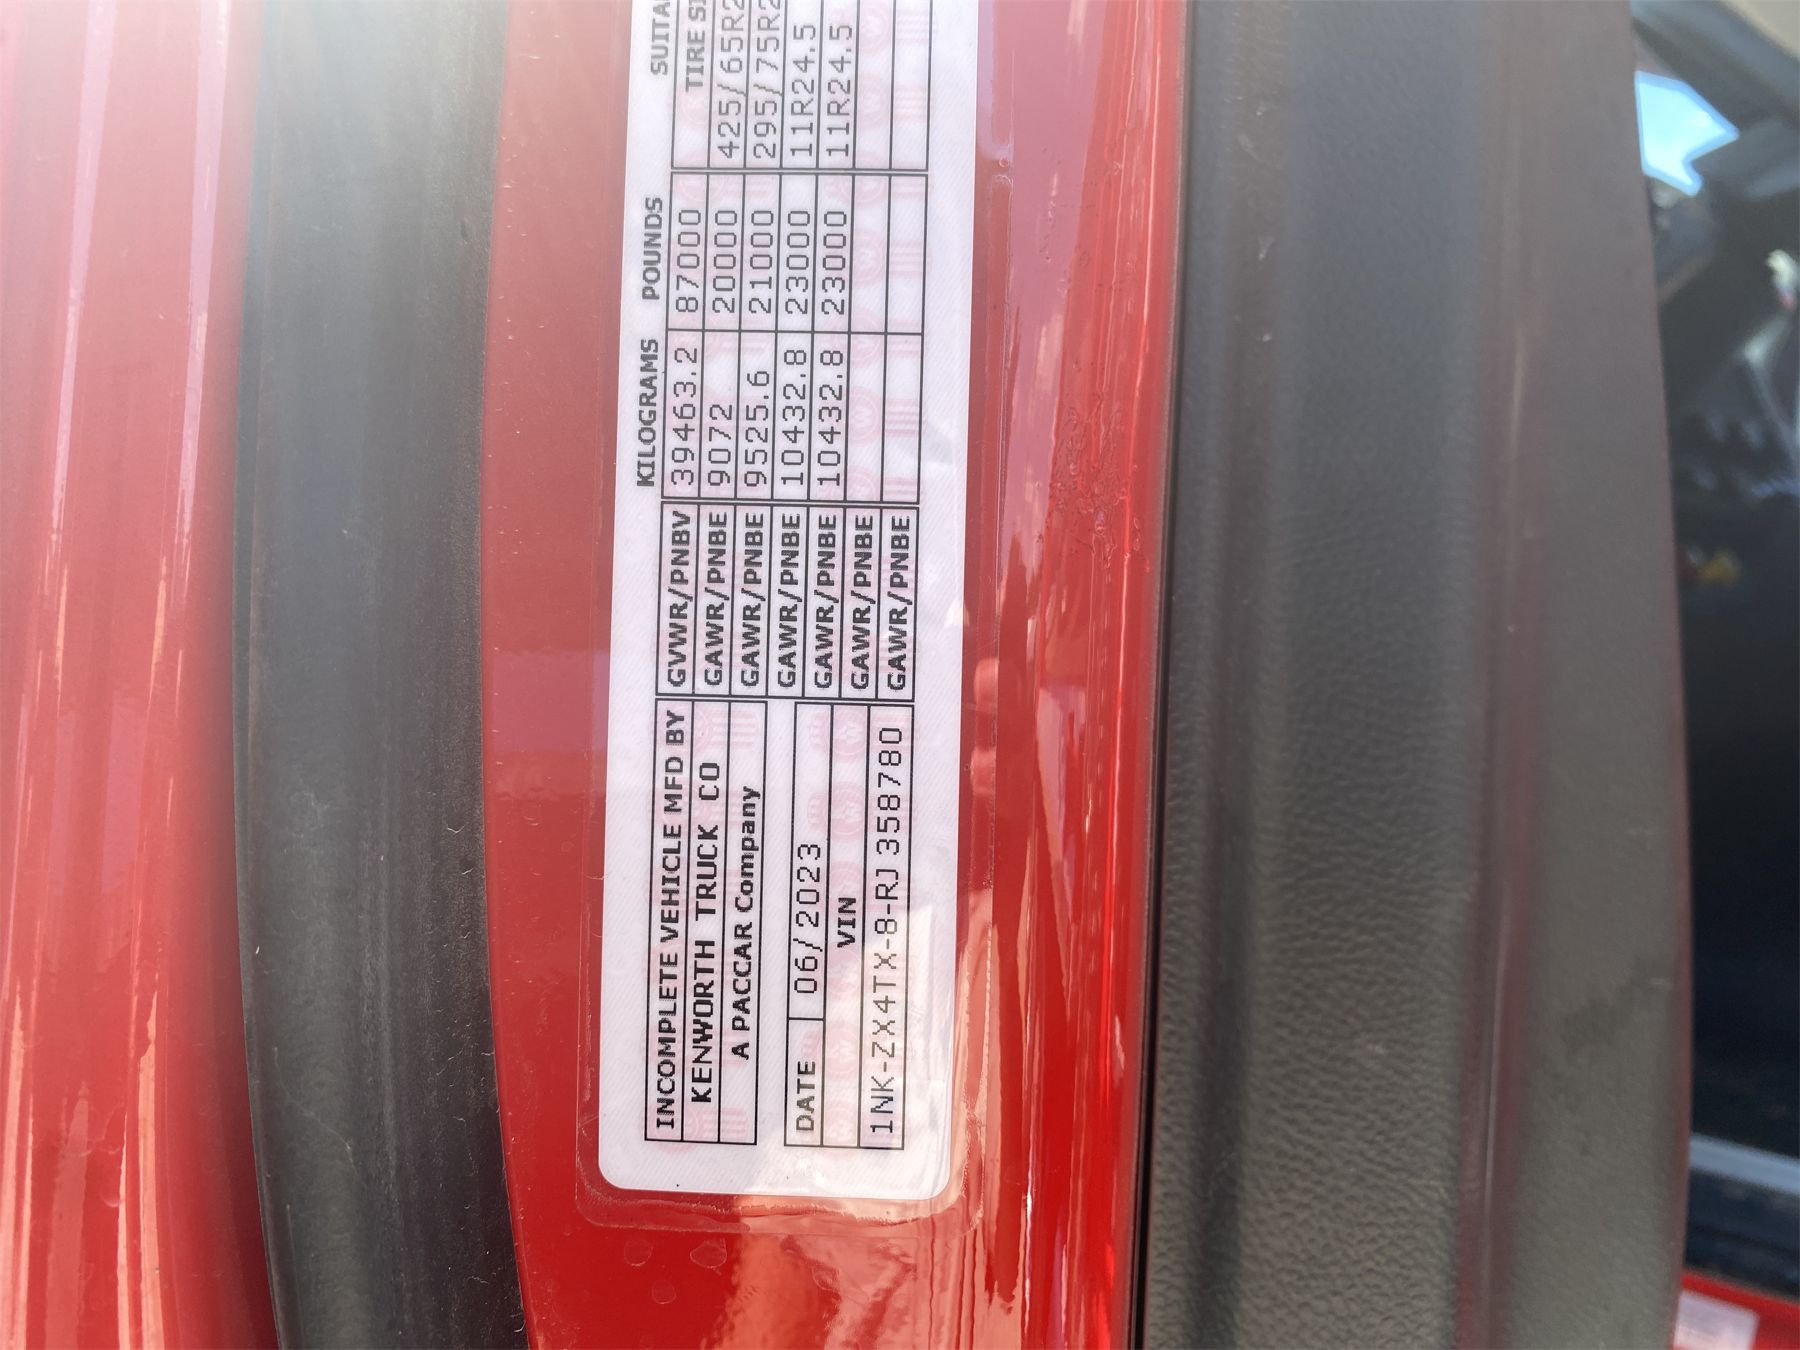 INCOMPLETE VEHICLE MFD BY
KENWORTH TRUCK CO
A PACCAR Company
DATE 06/2023
VIN
1NK-ZX4TX-8-RJ358780
KILOGRAMS POUNDS
GVWR/PNBV 39463.2 87000
GAWR/PNBE 9072 20000 425/65R2
GAWR/PNBE 9525.6 21000 295/75R2
GAWR/PNBE 10432.8 23000 11R24.5
GAWR/PNBE 10432.8 23000 11R24.5
GAWR/PNBE
GAWR/PNBE
TIRE